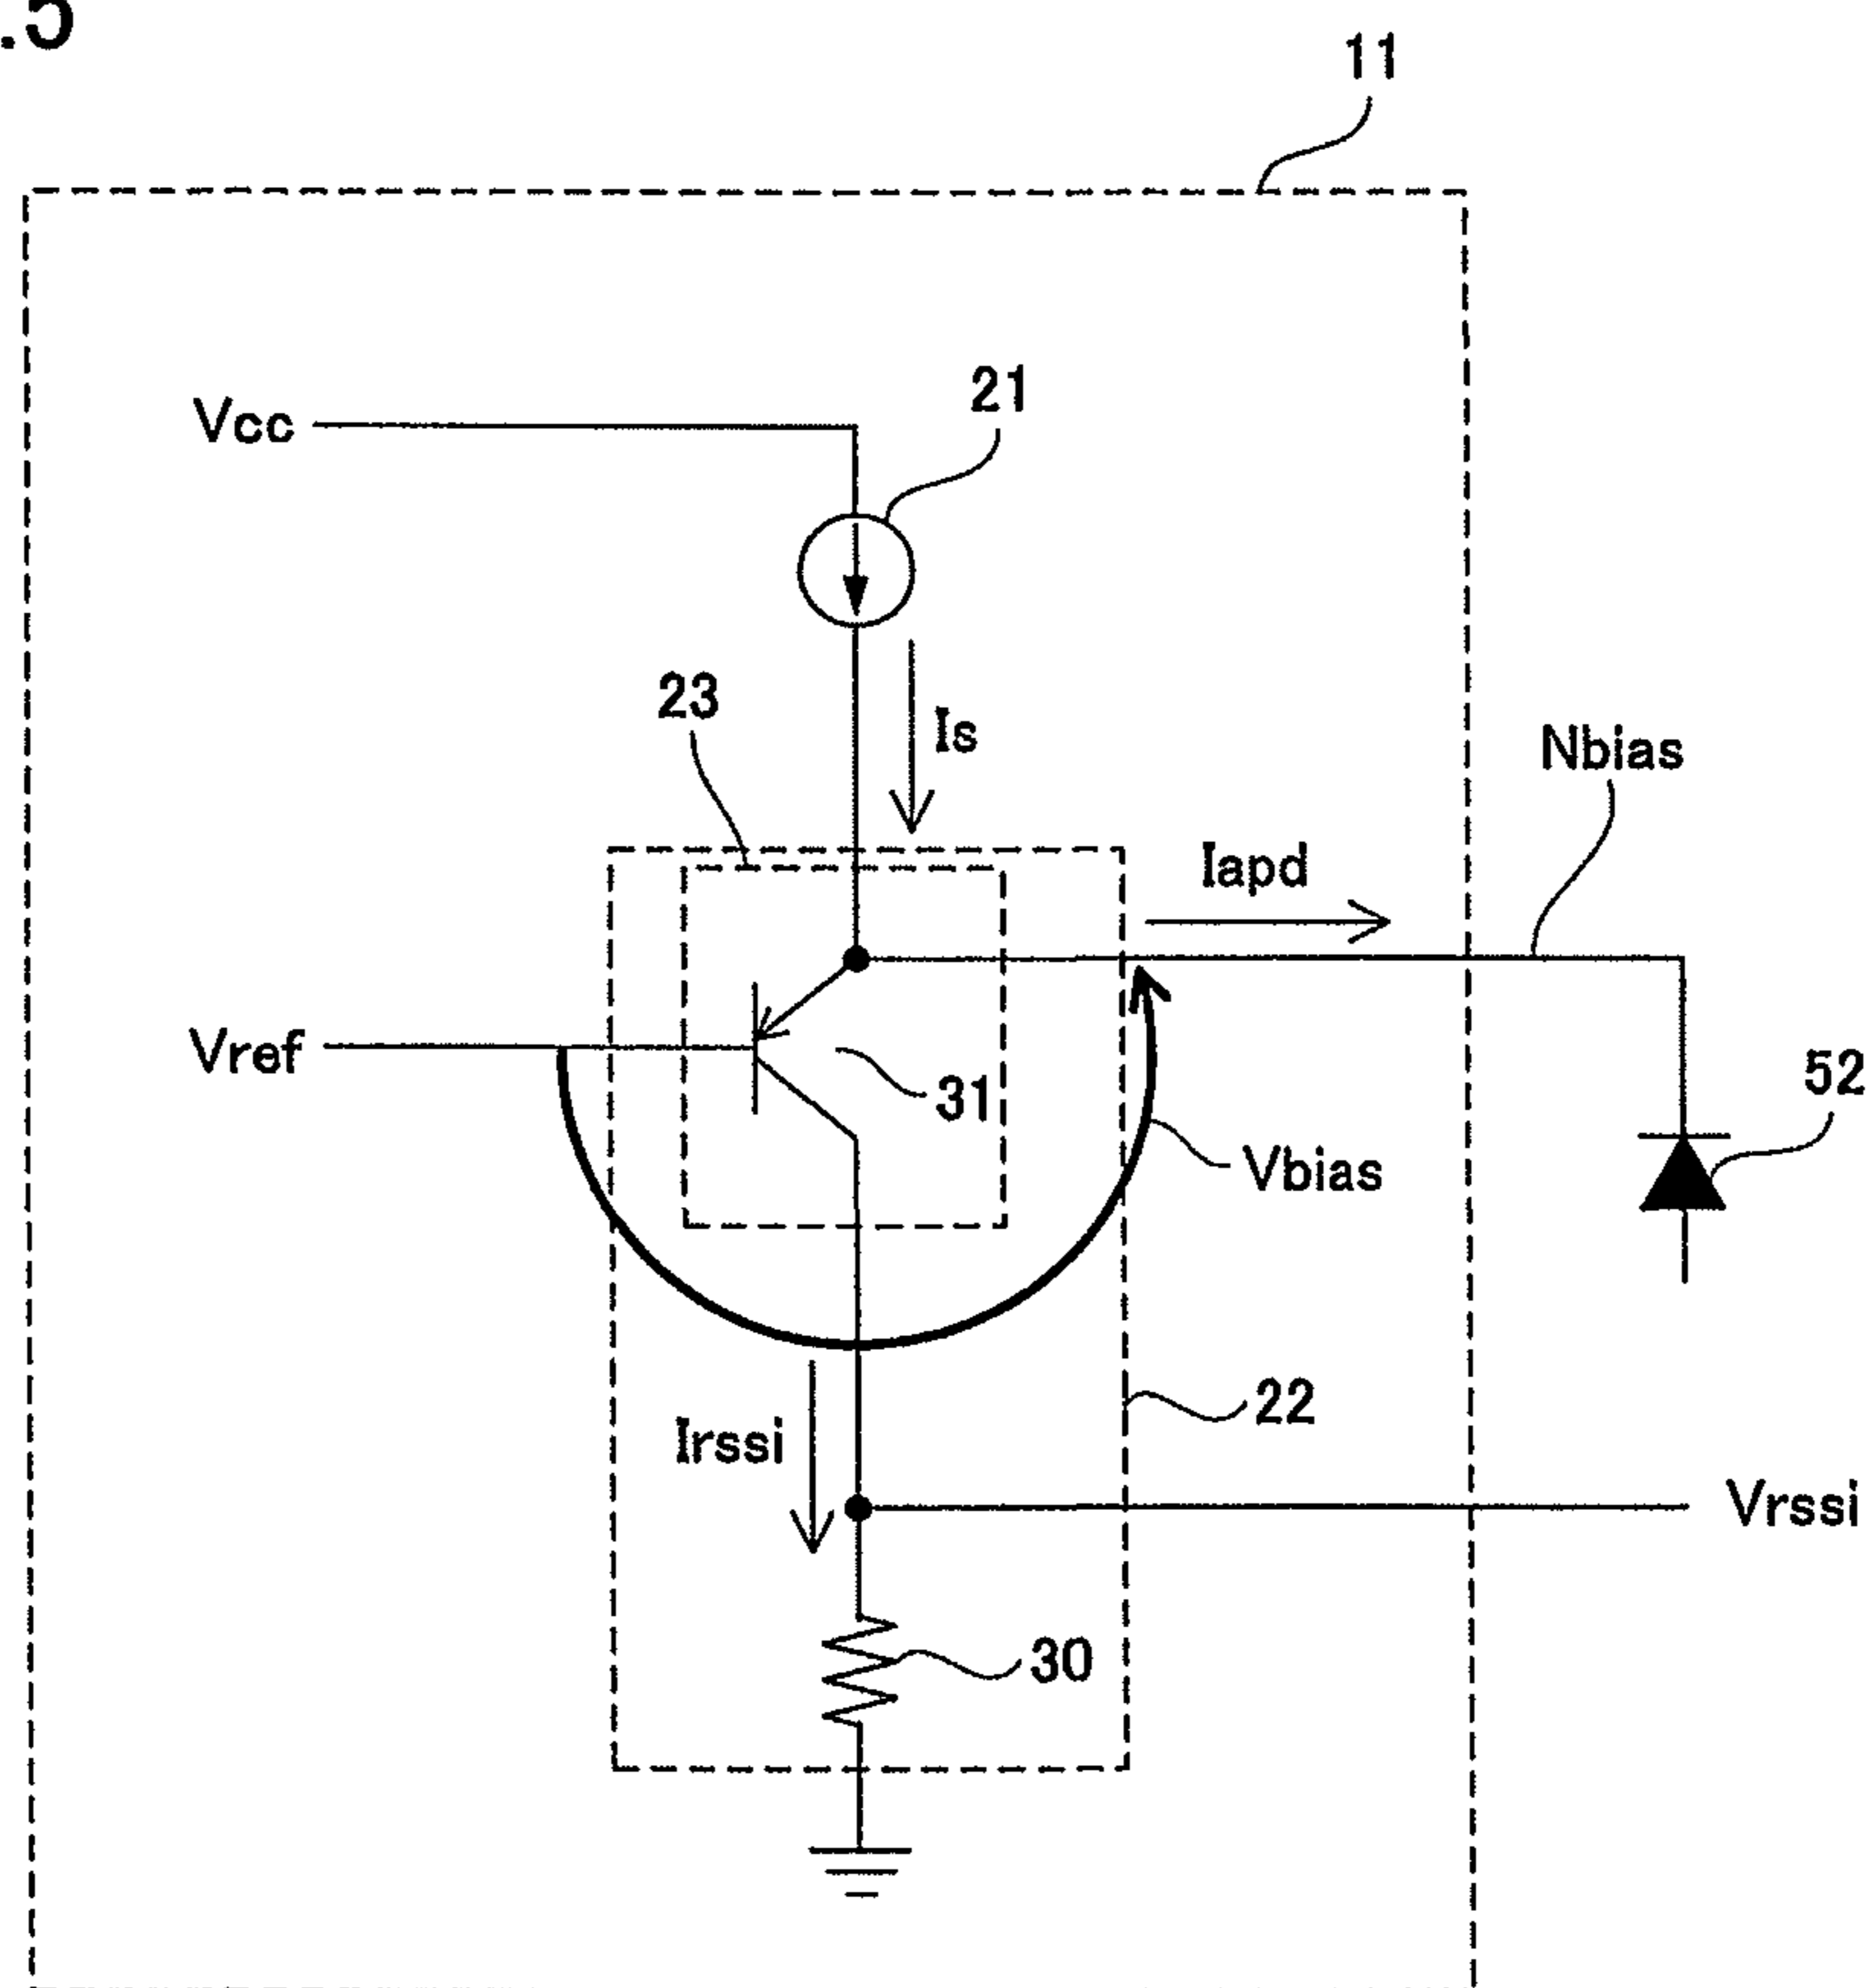 .5
11
Vcc
21
23
Is
Nbias
Iapd
Vref
31
52
Vbias
22
Irssi
Vrssi
30